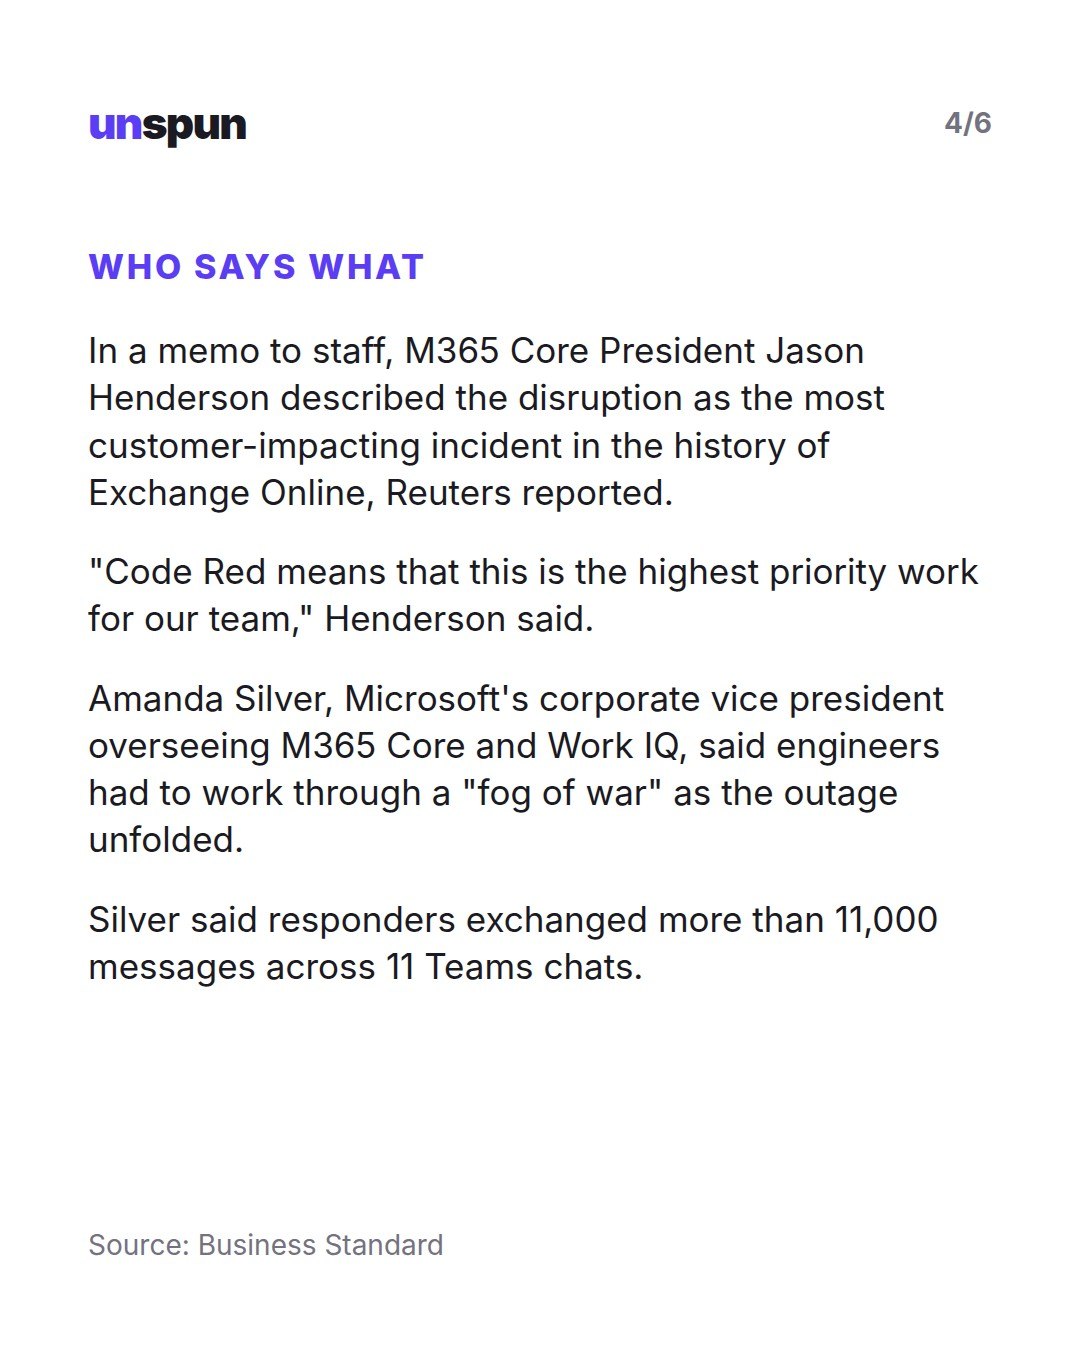 unspun
4/6
WHO SAYS WHAT
In a memo to staff, M365 Core President Jason
Henderson described the disruption as the most
customer-impacting incident in the history of
Exchange Online, Reuters reported.
"Code Red means that this is the highest priority work
for our team," Henderson said.
Amanda Silver, Microsoft's corporate vice president
overseeing M365 Core and Work IQ, said engineers
had to work through a "fog of war" as the outage
unfolded.
Silver said responders exchanged more than 11,000
messages across 11 Teams chats.
Source: Business Standard